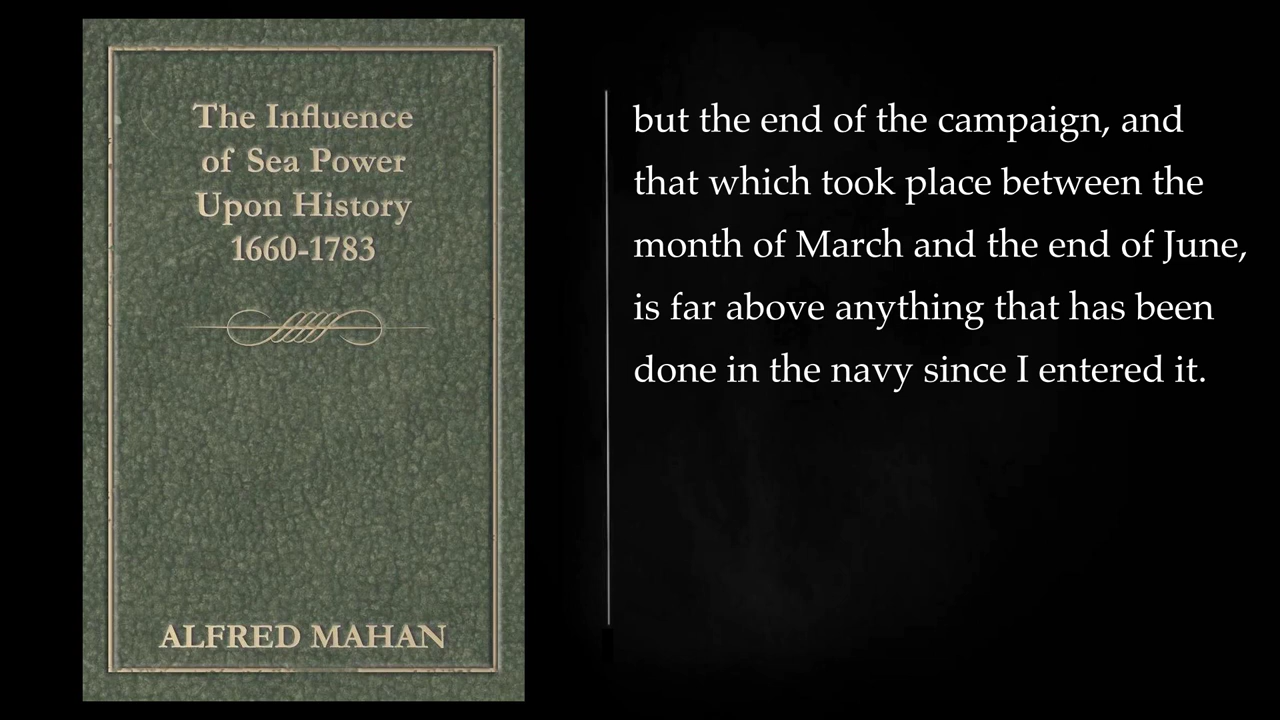 The Influence
of Sea Power
Upon History
1660-1783
ALFRED MAHAN
but the end of the campaign, and
that which took place between the
month of March and the end of June,
is far above anything that has been
done in the navy since I entered it.